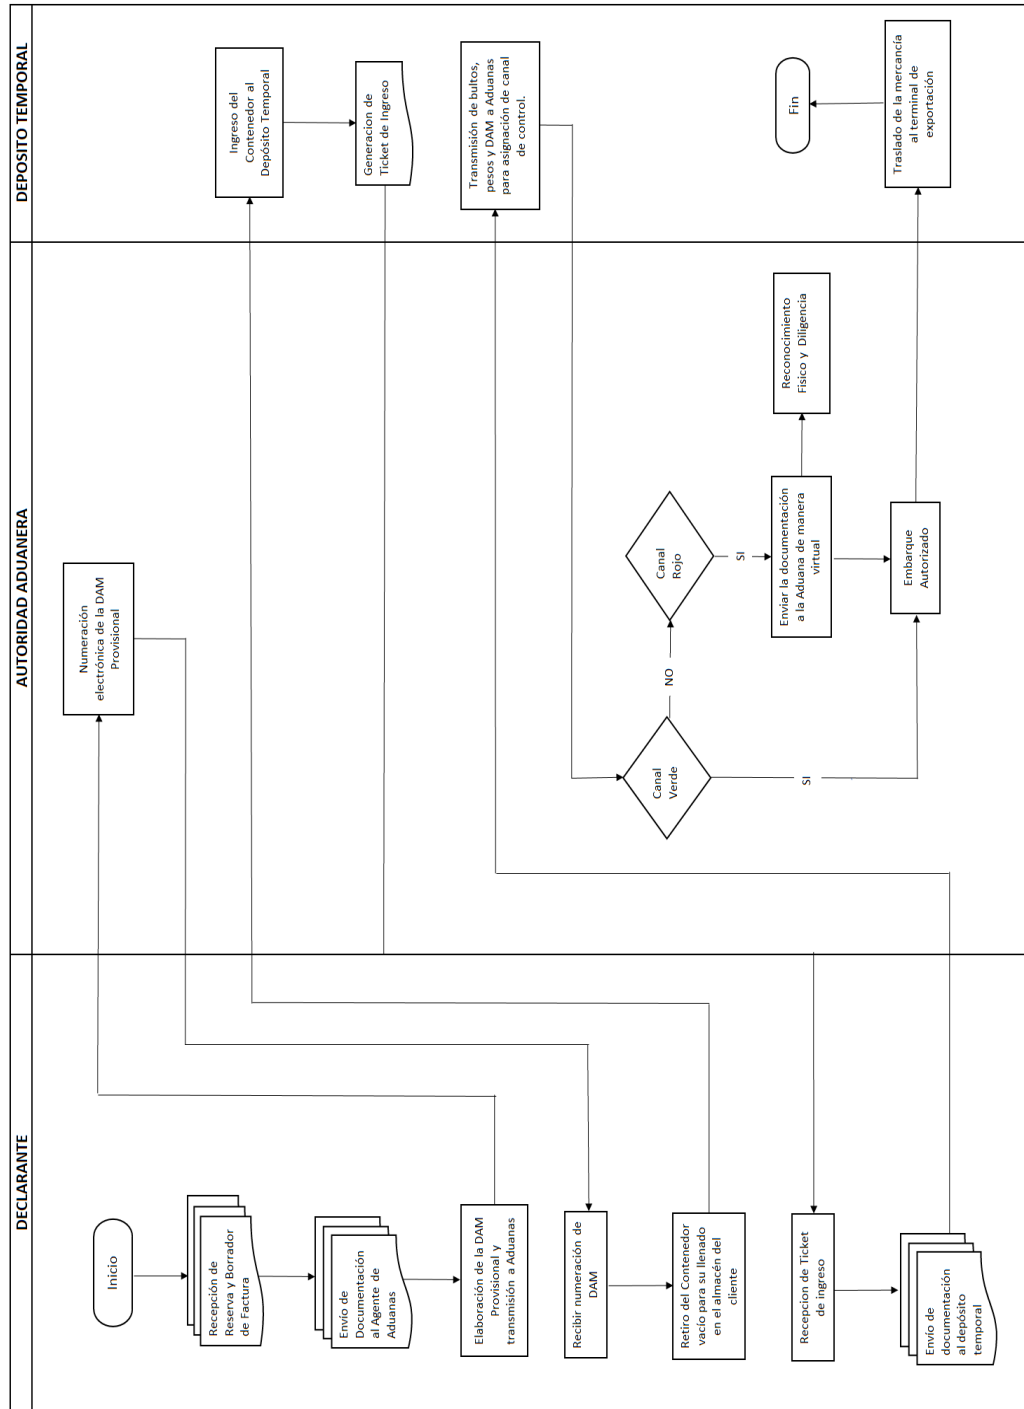 DECLARANTE
Inicio
Recepción de
Reserva y Borrador
de Factura
Envío de
Documentación
al Agente de
Aduanas
Elaboración de la DAM
Provisional y
transmisión a Aduanas
Recibir numeración de
DAM
Retiro del Contenedor
vacío para su llenado
en el almacén del
cliente
Recepcion de Ticket
de ingreso
Envío de
documentación
al depósito
temporal
AUTORIDAD ADUANERA
Numeración
electrónica de la DAM
Provisional
Canal
Verde
NO
SI
Canal
Rojo
SI
Enviar la documentación
a la Aduana de manera
virtual
Reconocimiento
Fisico y Diligencia
Embarque
Autorizado
DEPOSITO TEMPORAL
Ingreso del
Contenedor al
Depósito Temporal
Generacion de
Ticket de Ingreso
Transmisión de bultos,
pesos y DAM a Aduanas
para asignación de canal
de control.
Fin
Traslado de la mercancía
al terminal de
exportación